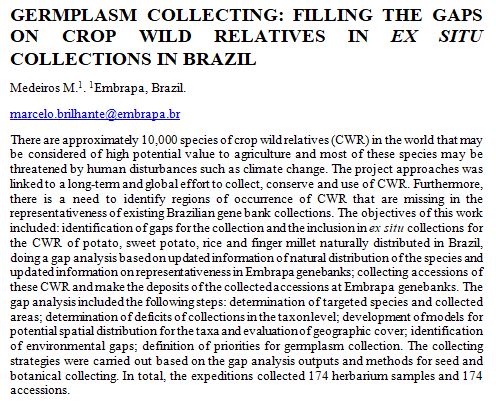 GERMPLASM COLLECTING: FILLING THE GAPS
ON CROP WILD RELATIVES IN EX SITU
COLLECTIONS IN BRAZIL
Medeiros M.¹. ¹Embrapa, Brazil.
marcelo.brilhante@embrapa.br
There are approximately 10,000 species of crop wild relatives (CWR) in the world that may
be considered of high potential value to agriculture and most of these species may be
threatened by human disturbances such as climate change. The project approaches was
linked to a long-term and global effort to collect, conserve and use of CWR. Furthermore,
there is a need to identify regions of occurrence of CWR that are missing in the
representativeness of existing Brazilian gene bank collections. The objectives of this work
included: identification of gaps for the collection and the inclusion in ex situ collections for
the CWR of potato, sweet potato, rice and finger millet naturally distributed in Brazil,
doing a gap analysis based on updated information of natural distribution of the species and
updated information on representativeness in Embrapa genebanks; collecting accessions of
these CWR and make the deposits of the collected accessions at Embrapa genebanks. The
gap analysis included the following steps: determination of targeted species and collected
areas; determination of deficits of collections in the taxon level; development of models for
potential spatial distribution for the taxa and evaluation of geographic cover; identification
of environmental gaps; definition of priorities for germplasm collection. The collecting
strategies were carried out based on the gap analysis outputs and methods for seed and
botanical collecting. In total, the expeditions collected 174 herbarium samples and 174
accessions.